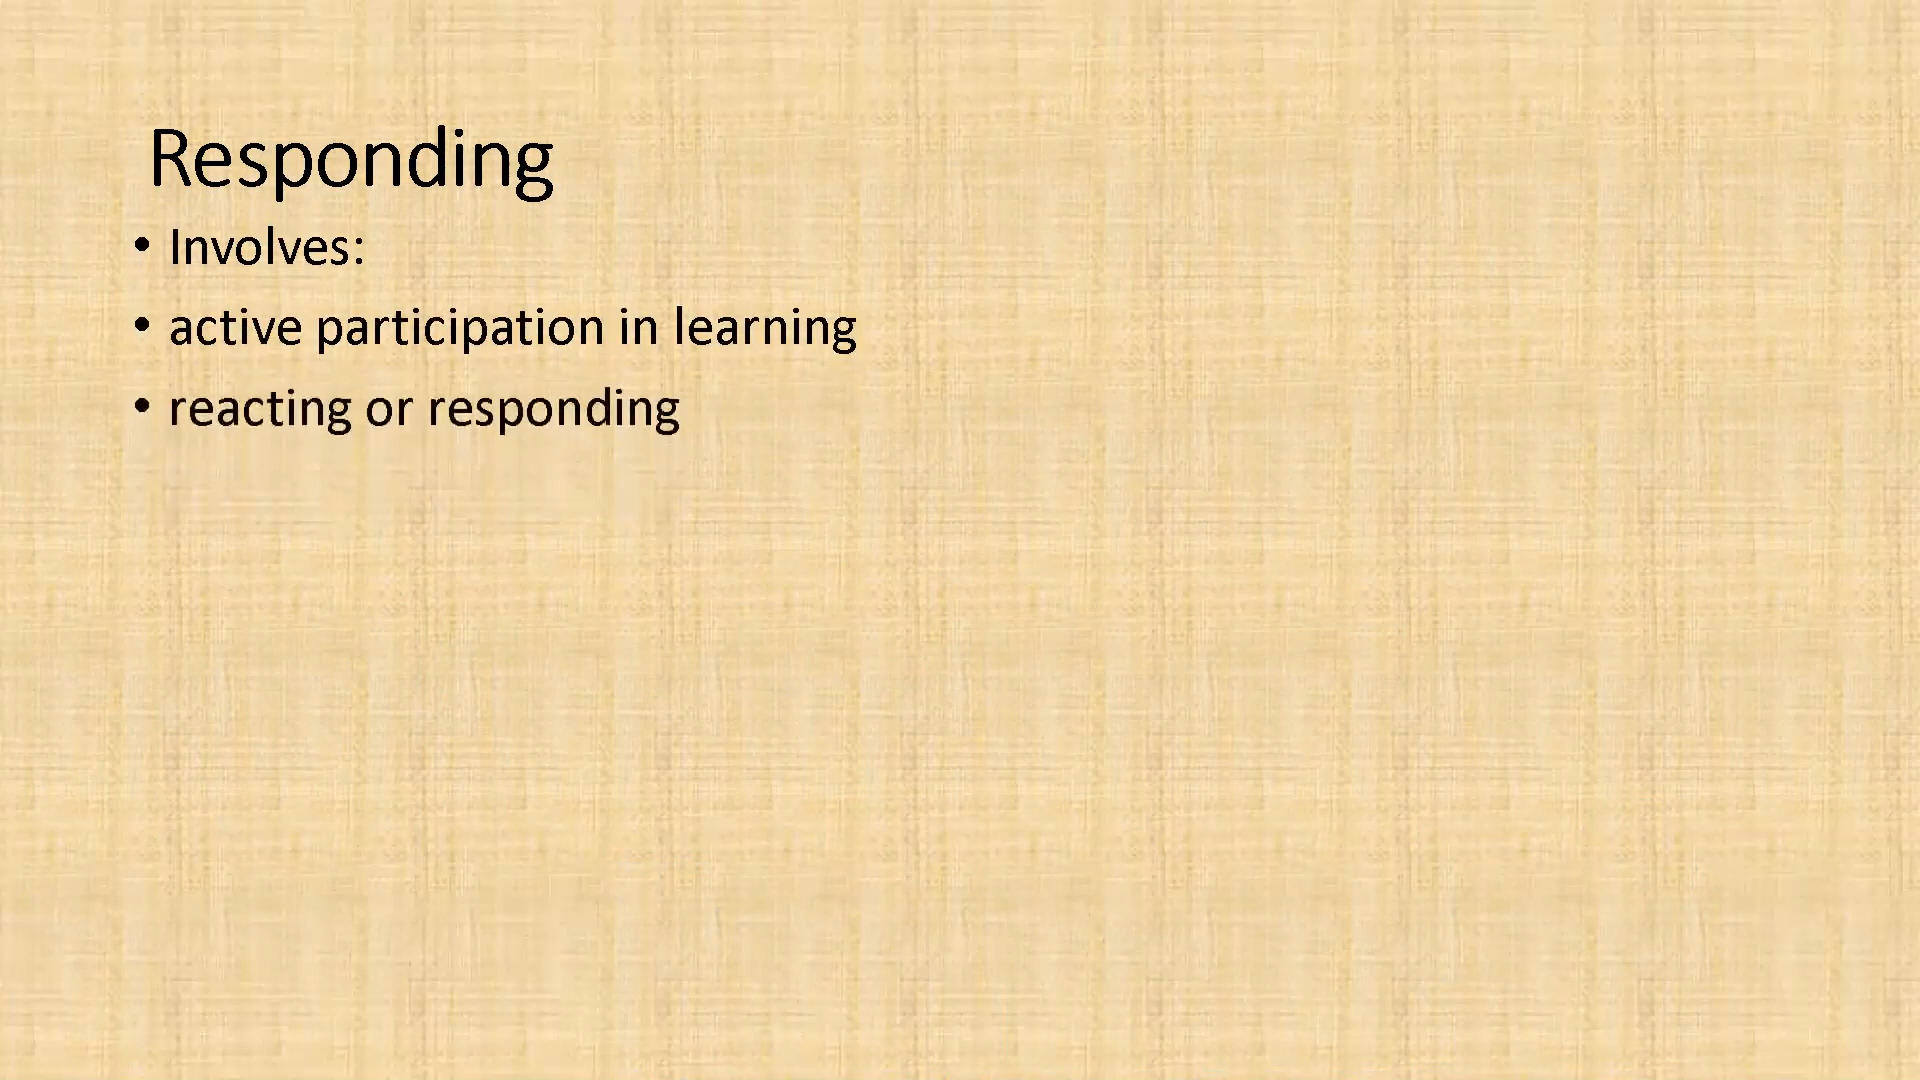 Responding
• Involves:
• active participation in learning
• reacting or responding